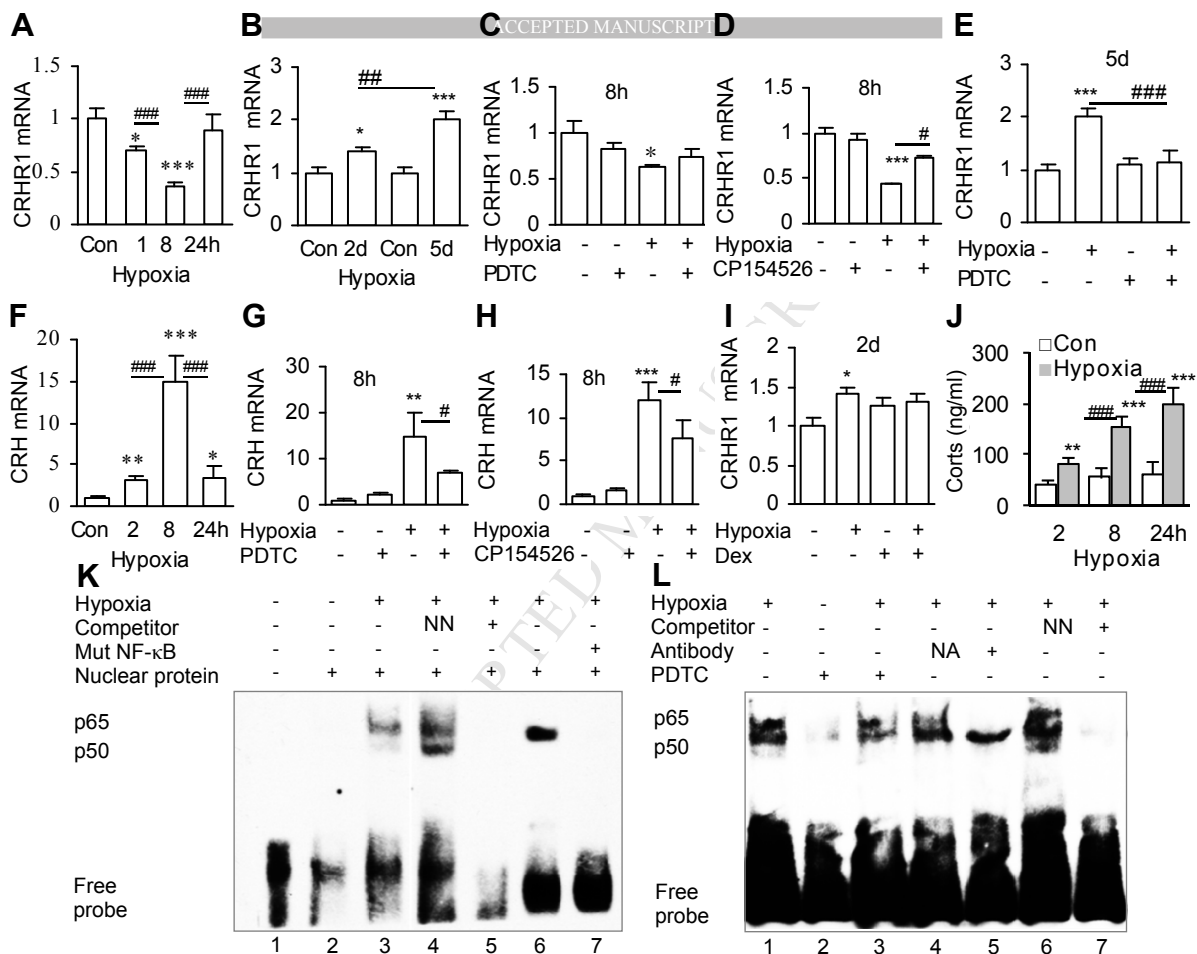 ACCEPTED MANUSCRIPT
A
CRHR1 mRNA
1.5
1
0.5
0
*
###
***
###
Con 1 8 24h
Hypoxia
B
CRHR1 mRNA
3
2
1
0
##
*
***
Con 2d Con 5d
Hypoxia
C
CRHR1 mRNA
1.5
1
0.5
0
8h
*
Hypoxia - - + +
PDTC - + - +
D
CRHR1 mRNA
1.5
1
0.5
0
8h
***
#
Hypoxia - - + +
CP154526 - + - +
E
CRHR1 mRNA
3
2
1
0
5d
***
###
Hypoxia - + - +
PDTC - - + +
F
CRH mRNA
20
15
10
5
0
**
###
***
###
*
Con 2 8 24h
Hypoxia
G
CRH mRNA
30
20
10
0
8h
**
#
Hypoxia - - + +
PDTC - + - +
H
CRH mRNA
15
10
5
0
8h
***
#
Hypoxia - - + +
CP154526 - + - +
I
CRHR1 mRNA
2.0
1.5
1.0
0.5
0
2d
*
Hypoxia - + - +
Dex - - + +
J
Con
Hypoxia
Corts (ng/ml)
300
200
100
0
**
###
***
###
***
2 8 24h
Hypoxia
K
Hypoxia - - + + + + +
Competitor - - - NN + - -
Mut NF-κB - - - - - - +
Nuclear protein - + + + + + +
p65
p50
Free
probe
1 2 3 4 5 6 7
L
Hypoxia + - + + + + +
Competitor - - - - - NN +
Antibody - - - NA + - -
PDTC - + + - - - -
p65
p50
Free
probe
1 2 3 4 5 6 7